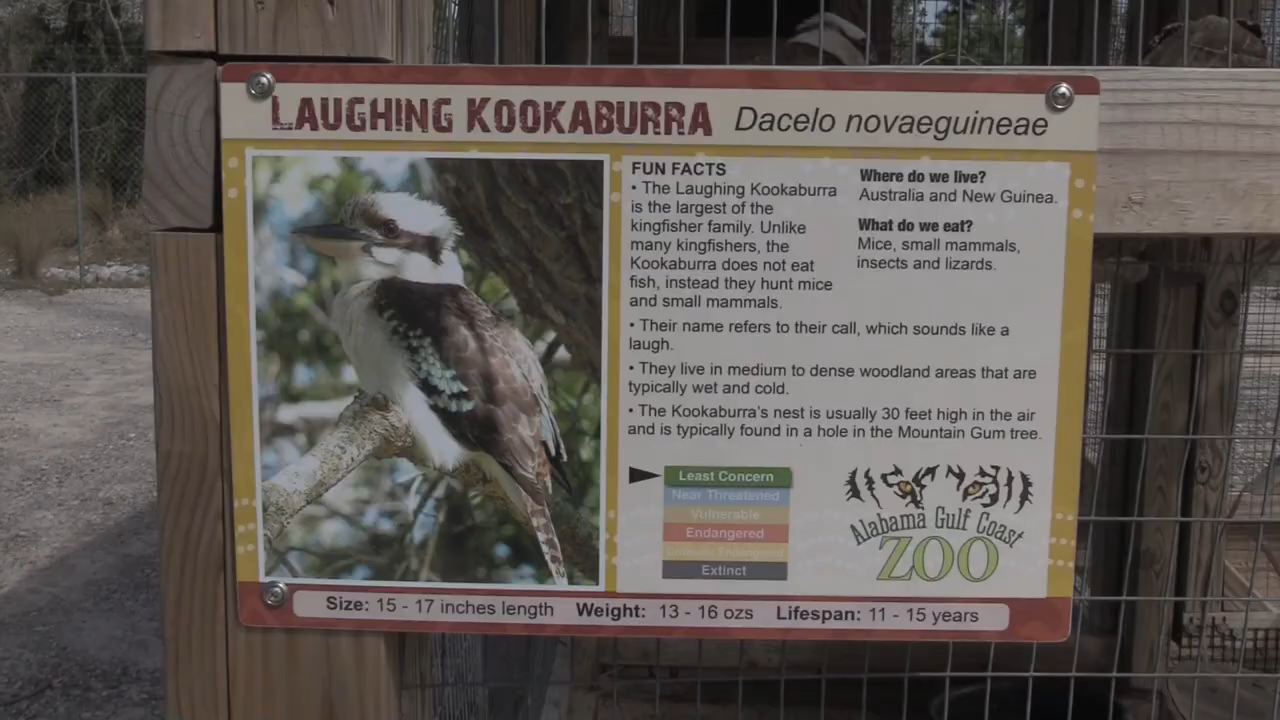 LAUGHING KOOKABURRA Dacelo novaeguineae
FUN FACTS
• The Laughing Kookaburra
is the largest of the
kingfisher family. Unlike
many kingfishers, the
Kookaburra does not eat
fish, instead they hunt mice
and small mammals.
Where do we live?
Australia and New Guinea.
What do we eat?
Mice, small mammals,
insects and lizards.
• Their name refers to their call, which sounds like a
laugh.
• They live in medium to dense woodland areas that are
typically wet and cold.
• The Kookaburra's nest is usually 30 feet high in the air
and is typically found in a hole in the Mountain Gum tree.
Least Concern
Near Threatened
Vulnerable
Endangered
Critically Endangered
Extinct
Alabama Gulf Coast
ZOO
Size: 15 - 17 inches length Weight: 13 - 16 ozs Lifespan: 11 - 15 years